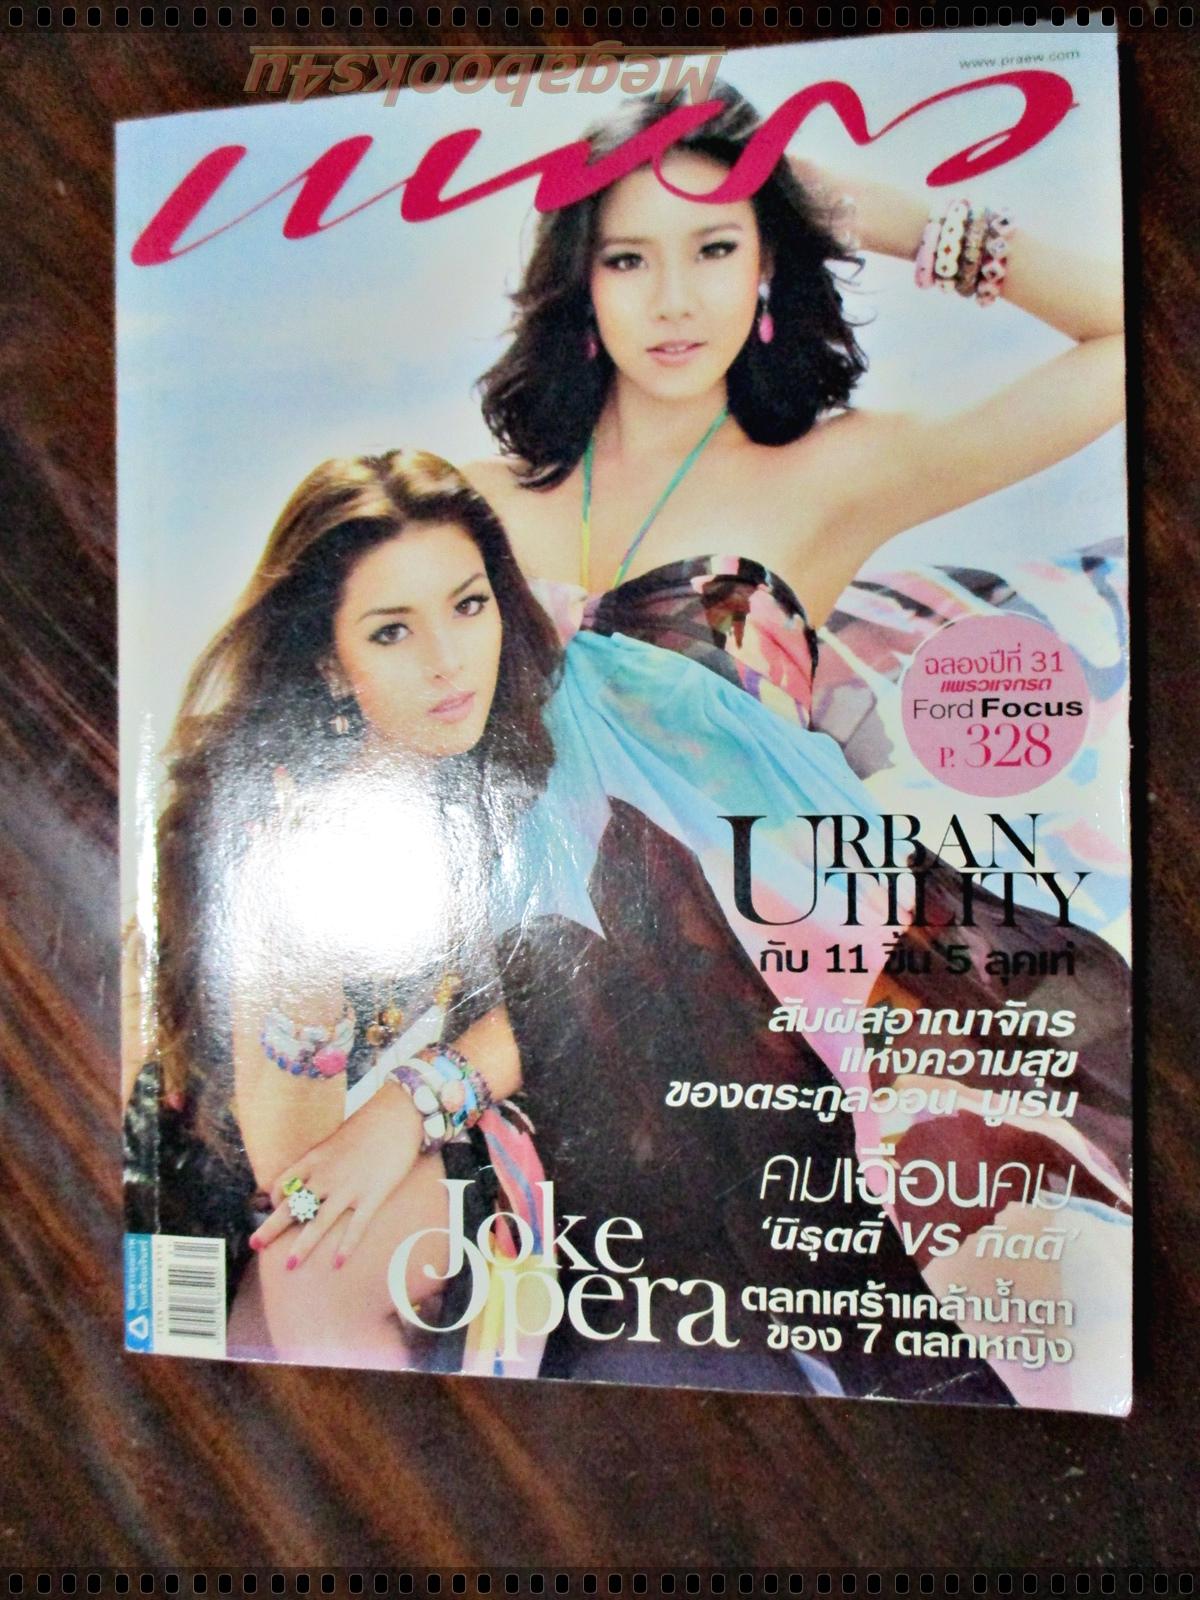 Megabooks4u
www.praew.com
แพรว
ฉลองปีที่ 31
แพรวแจกรถ
Ford Focus
P. 328
URBAN
UTILITY
กับ 11 ชิ้น 5 ลุคเท่
สัมผัสอาณาจักร
แห่งความสุข
ของตระกูลวอน บูเรน
คมเฉือนคม
‘นิรุตติ์ VS กิตติ’
Joke
Opera
ตลกเศร้าเคล้าน้ำตา
ของ 7 ตลกหญิง